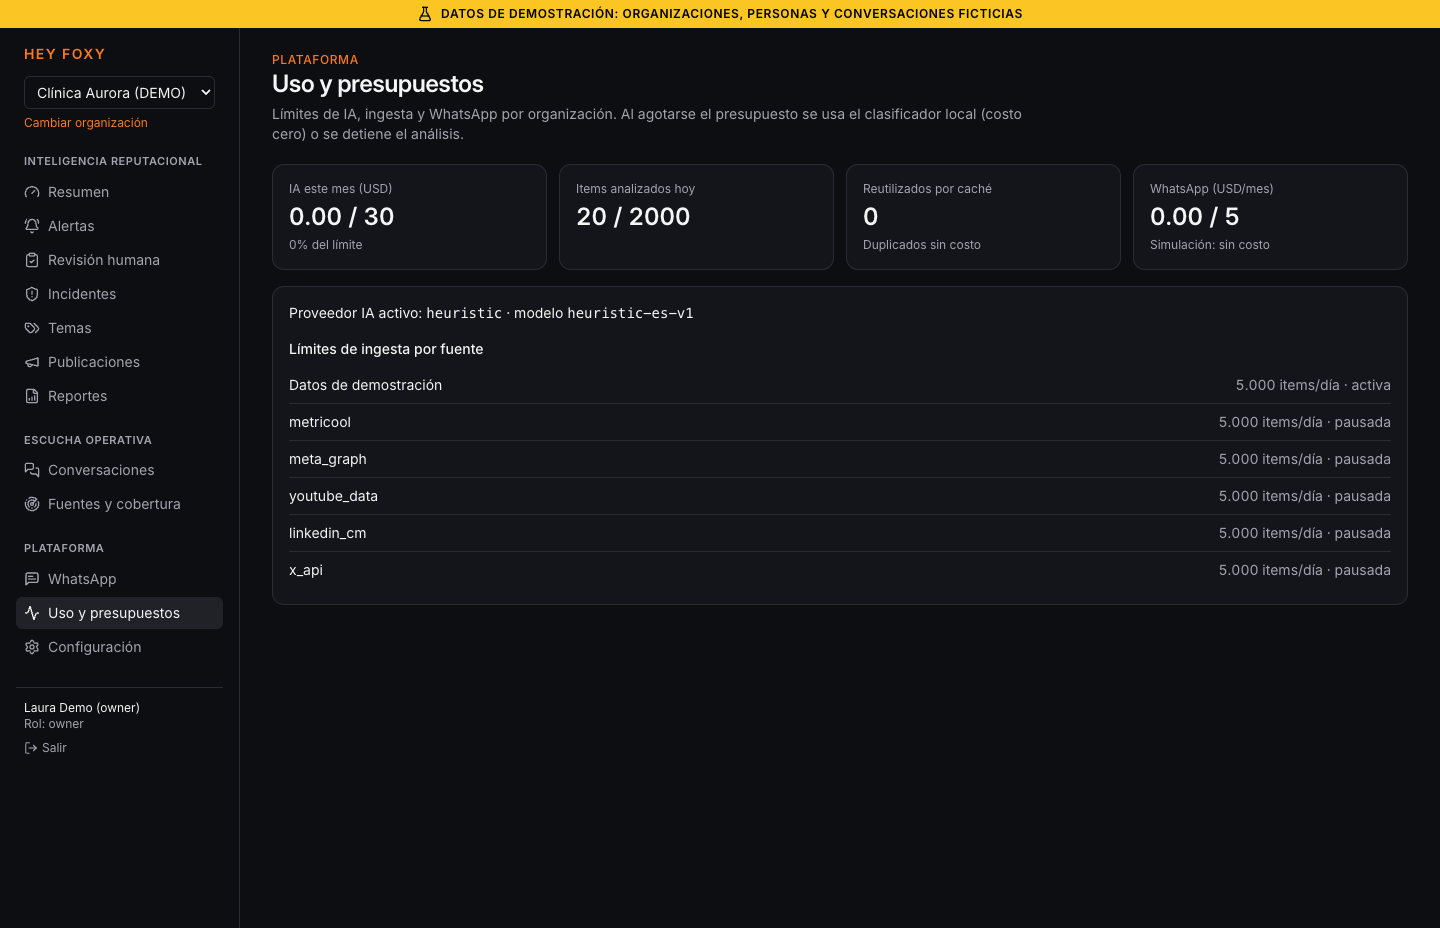 DATOS DE DEMOSTRACIÓN: ORGANIZACIONES, PERSONAS Y CONVERSACIONES FICTICIAS
HEY FOXY
Clínica Aurora (DEMO)
Cambiar organización
INTELIGENCIA REPUTACIONAL
Resumen
Alertas
Revisión humana
Incidentes
Temas
Publicaciones
Reportes
ESCUCHA OPERATIVA
Conversaciones
Fuentes y cobertura
PLATAFORMA
WhatsApp
Uso y presupuestos
Configuración
Laura Demo (owner)
Rol: owner
Salir
PLATAFORMA
Uso y presupuestos
Límites de IA, ingesta y WhatsApp por organización. Al agotarse el presupuesto se usa el clasificador local (costo
cero) o se detiene el análisis.
IA este mes (USD)
0.00 / 30
0% del límite
Items analizados hoy
20 / 2000
Reutilizados por caché
0
Duplicados sin costo
WhatsApp (USD/mes)
0.00 / 5
Simulación: sin costo
Proveedor IA activo: heuristic · modelo heuristic-es-v1
Límites de ingesta por fuente
Datos de demostración 5.000 items/día · activa
metricool 5.000 items/día · pausada
meta_graph 5.000 items/día · pausada
youtube_data 5.000 items/día · pausada
linkedin_cm 5.000 items/día · pausada
x_api 5.000 items/día · pausada